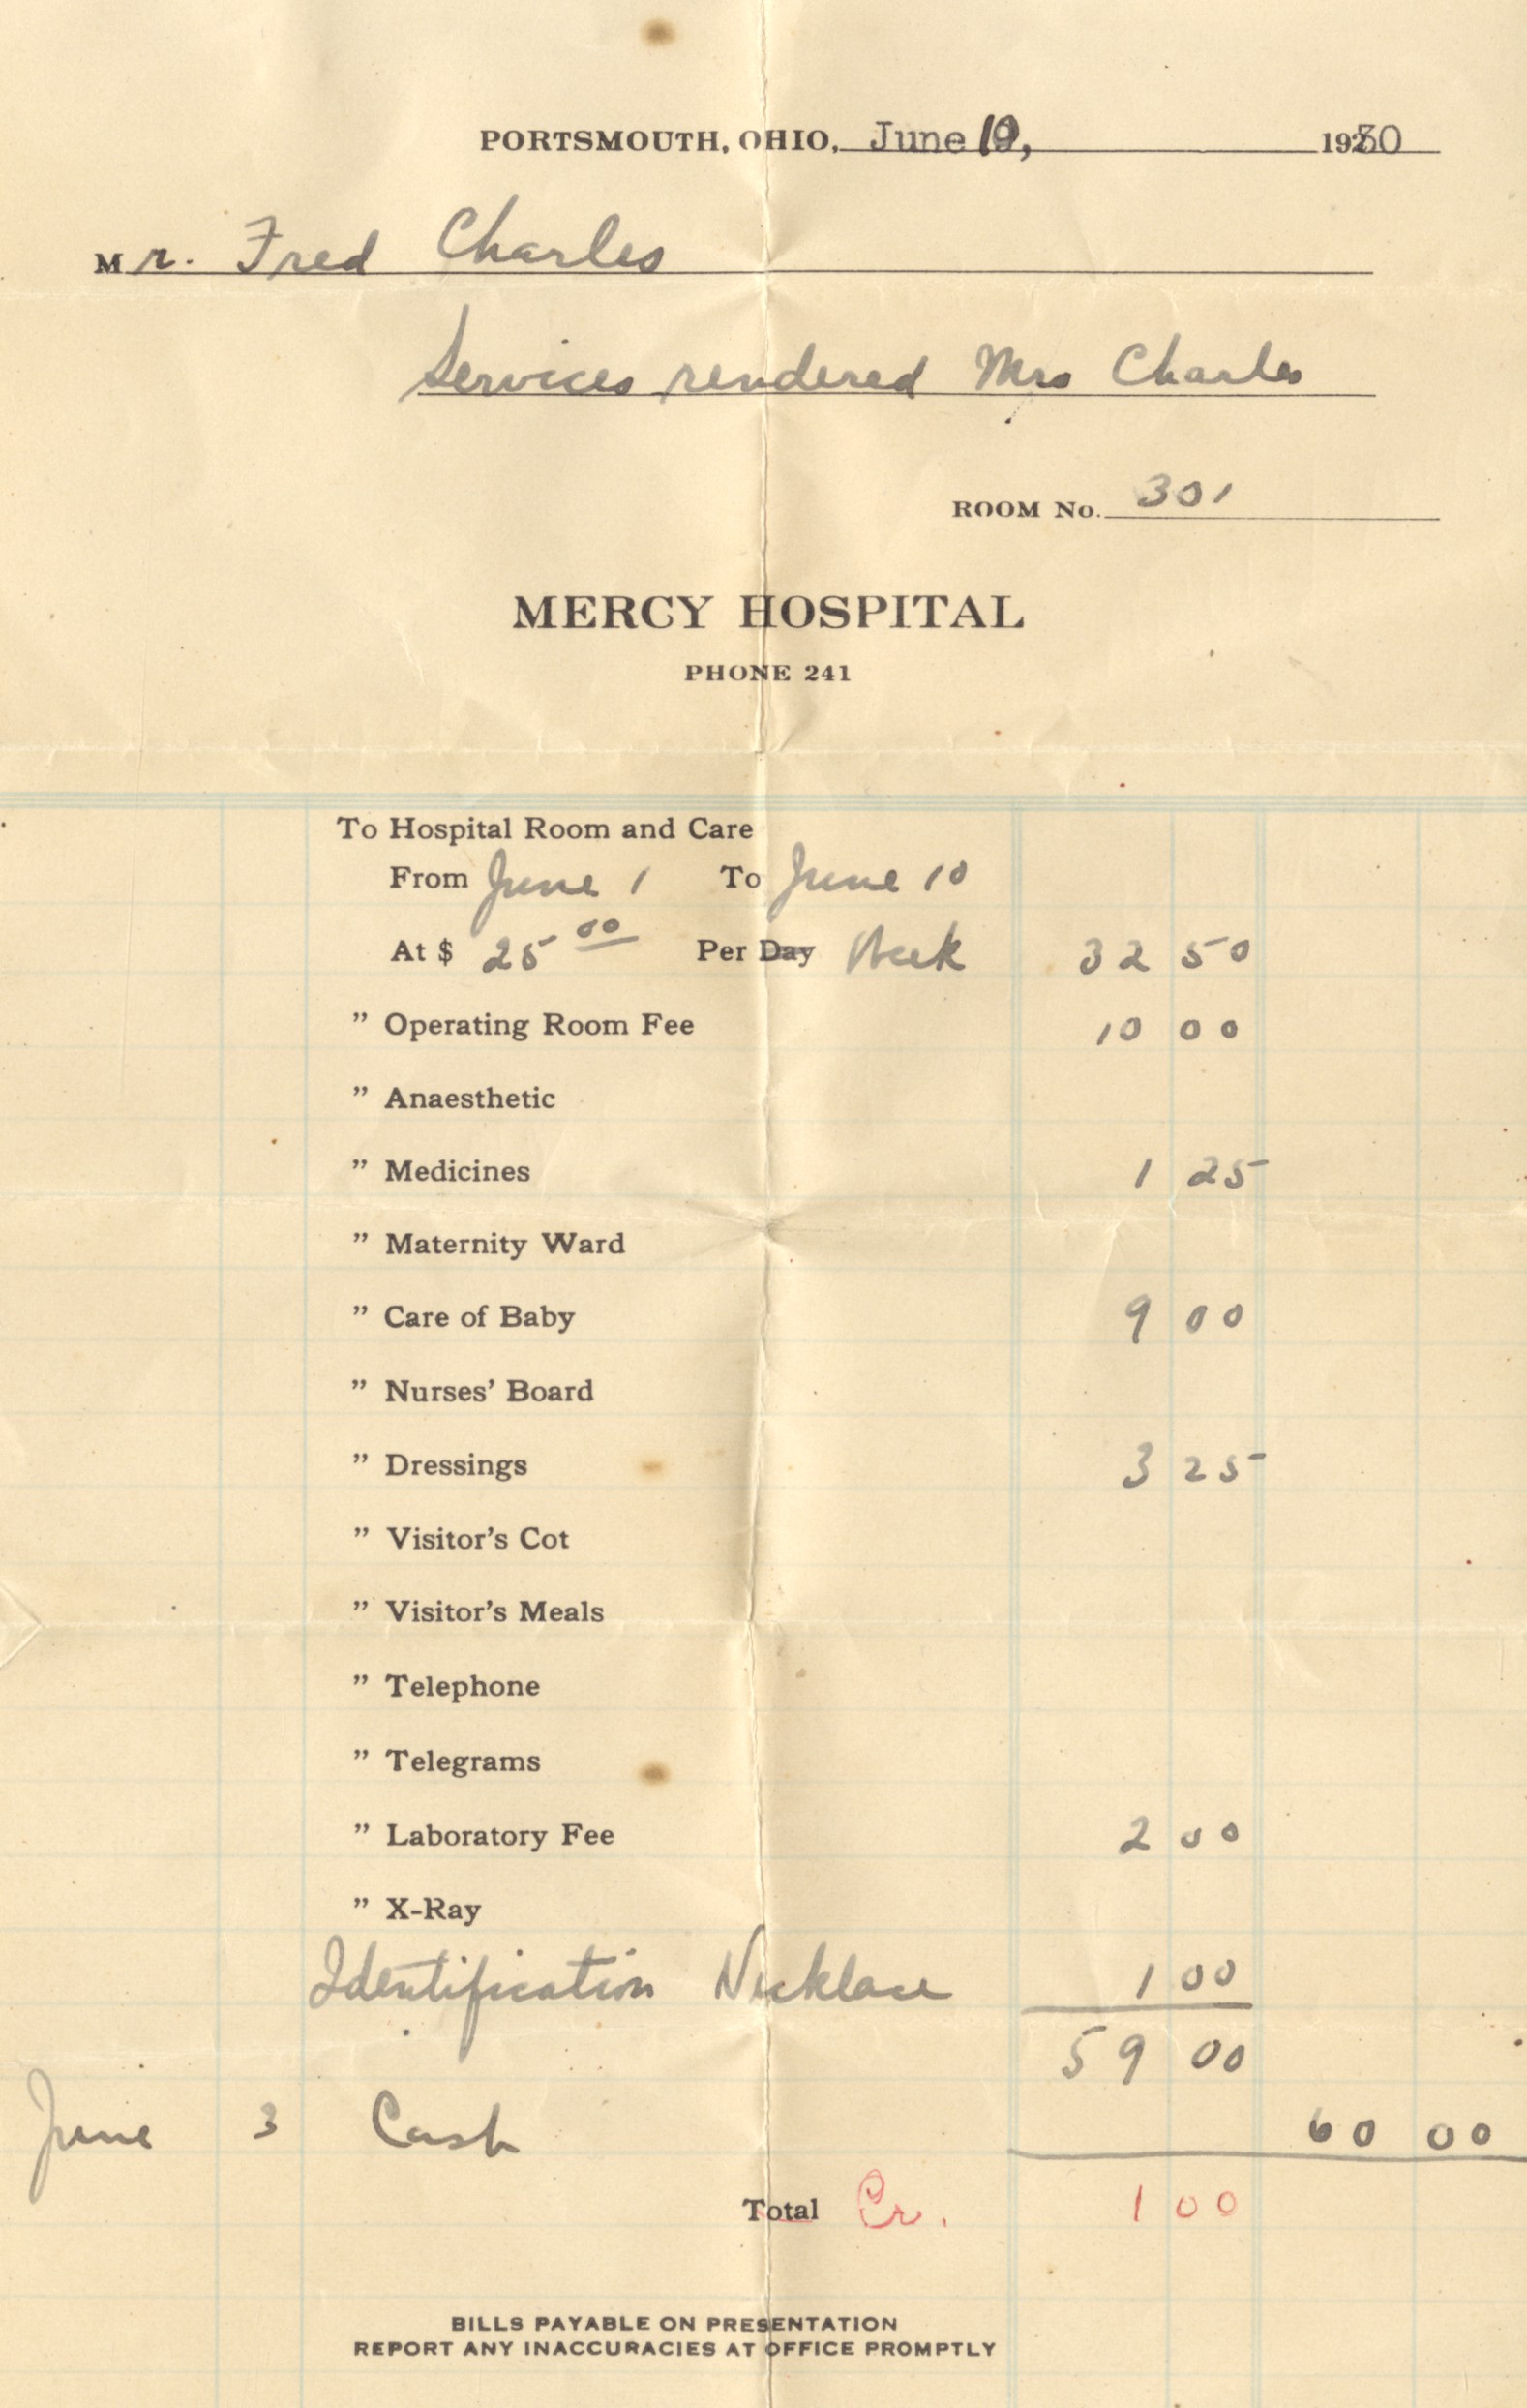 PORTSMOUTH, OHIO, June 10, 1930
Mr. Fred Charles
Services rendered Mrs Charles
ROOM No. 301
MERCY HOSPITAL
PHONE 241
To Hospital Room and Care
From June 1 To June 10
At $ 25 00 Per Day Week 32 50
" Operating Room Fee 10 00
" Anaesthetic
" Medicines 1 25
" Maternity Ward
" Care of Baby 9 00
" Nurses' Board
" Dressings 3 25
" Visitor's Cot
" Visitor's Meals
" Telephone
" Telegrams
" Laboratory Fee 2 00
" X-Ray
Identification Necklace 1 00
59 00
June 3 Cash 60 00
Total Cr. 1 00
BILLS PAYABLE ON PRESENTATION
REPORT ANY INACCURACIES AT OFFICE PROMPTLY